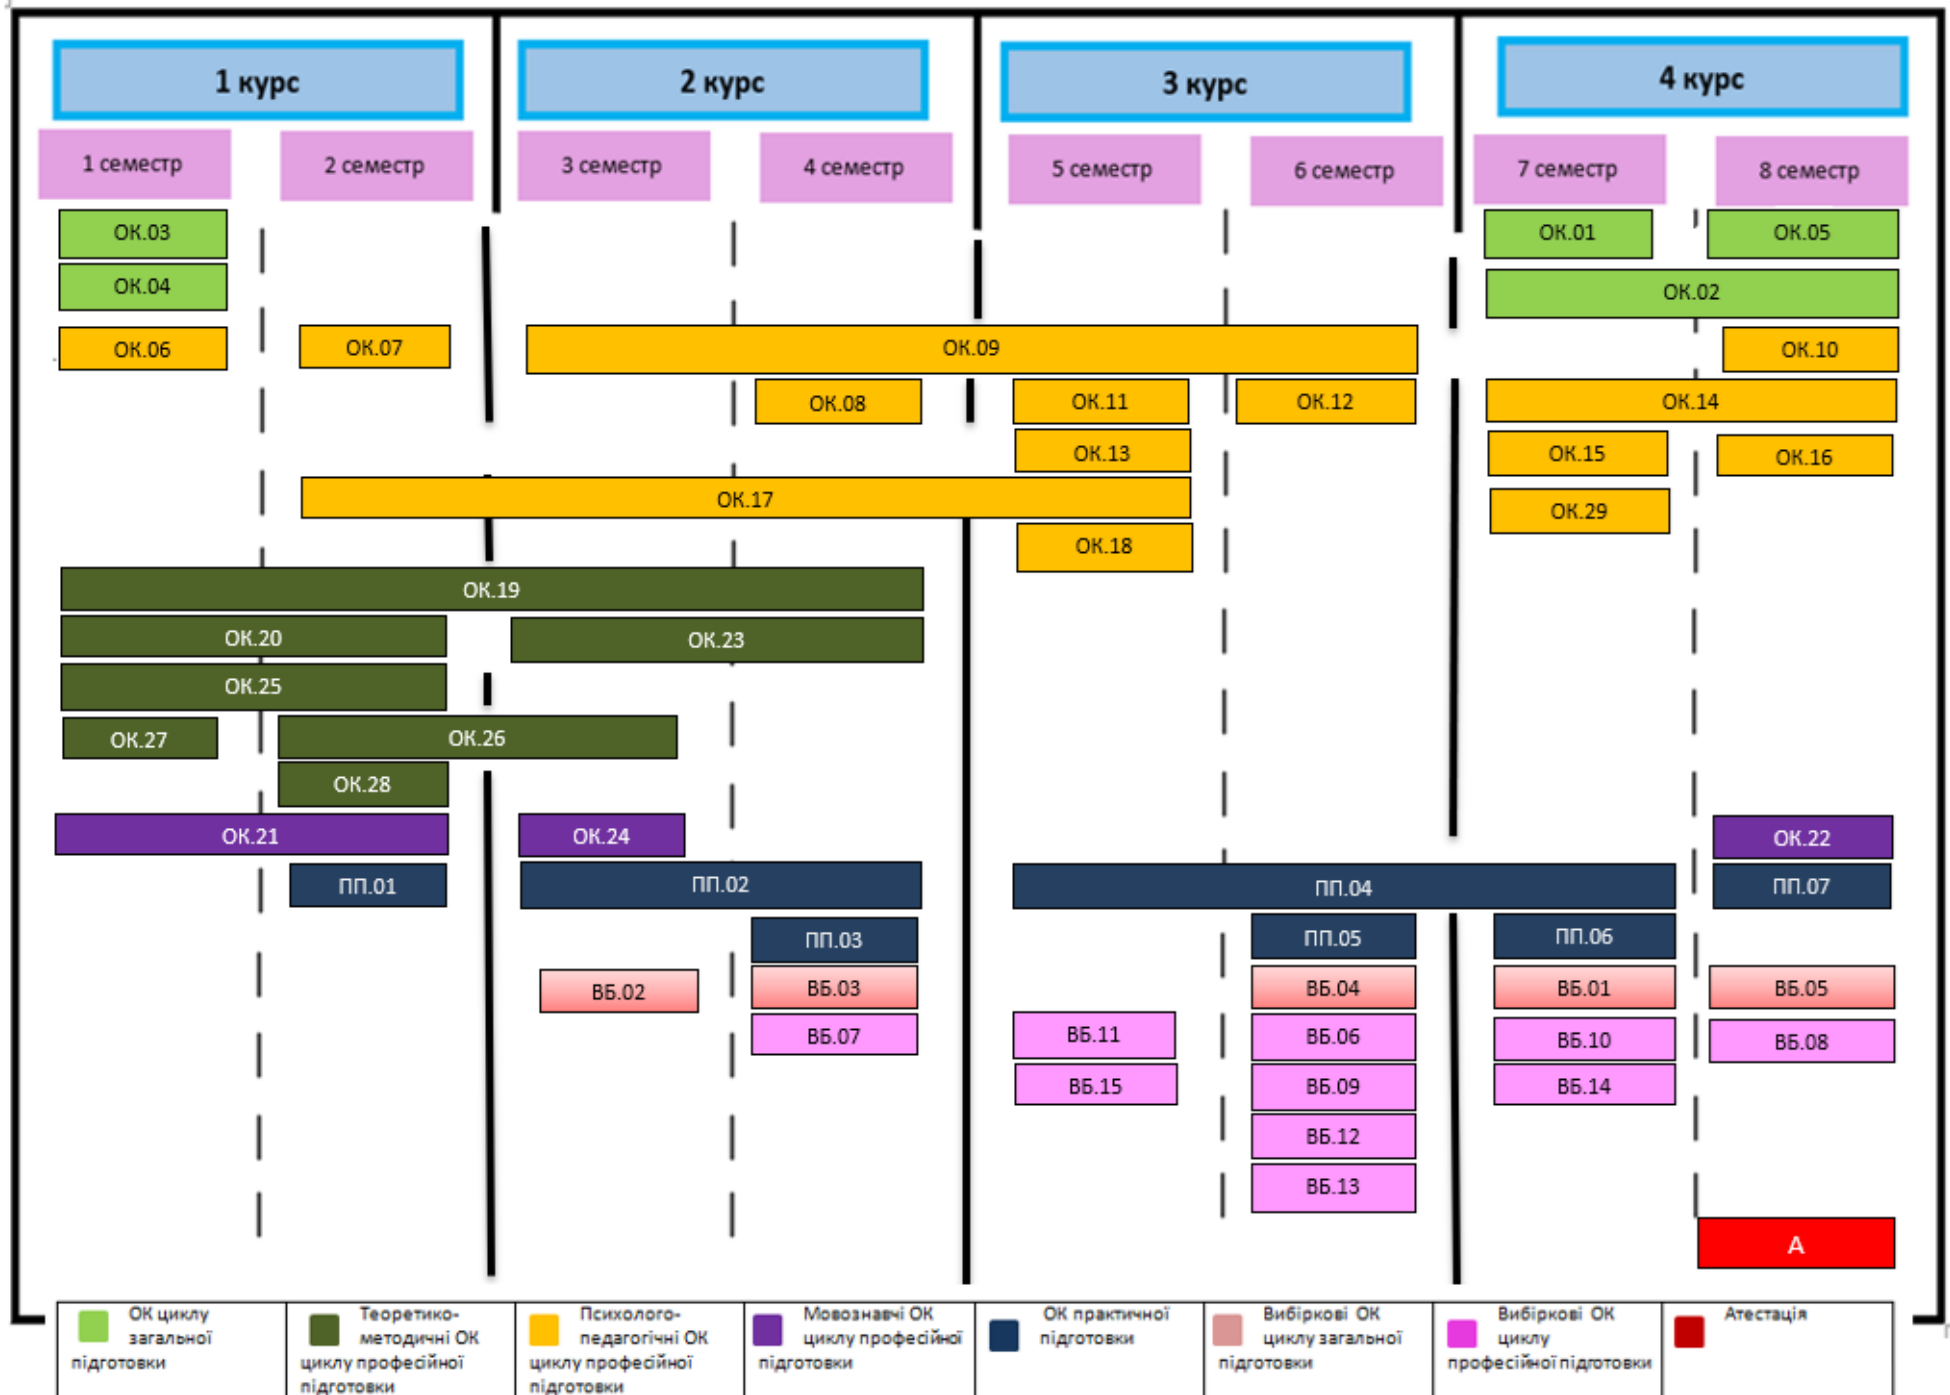 1 курс
2 курс
3 курс
4 курс
1 семестр
2 семестр
3 семестр
4 семестр
5 семестр
6 семестр
7 семестр
8 семестр
ОК.03
ОК.01
ОК.05
ОК.04
ОК.02
ОК.06
ОК.07
ОК.09
ОК.10
ОК.08
ОК.11
ОК.12
ОК.14
ОК.13
ОК.15
ОК.16
ОК.17
ОК.29
ОК.18
ОК.19
ОК.20
ОК.23
ОК.25
ОК.27
ОК.26
ОК.28
ОК.21
ОК.24
ОК.22
ПП.01
ПП.02
ПП.04
ПП.07
ПП.03
ПП.05
ПП.06
ВБ.02
ВБ.03
ВБ.04
ВБ.01
ВБ.05
ВБ.07
ВБ.11
ВБ.06
ВБ.10
ВБ.08
ВБ.15
ВБ.09
ВБ.14
ВБ.12
ВБ.13
А
ОК циклу
загальної
підготовки
Теоретико-
методичні ОК
циклу професійної
підготовки
Психолого-
педагогічні ОК
циклу професійної
підготовки
Мовознавчі ОК
циклу професійної
підготовки
ОК практичної
підготовки
Вибіркові ОК
циклу загальної
підготовки
Вибіркові ОК
циклу
професійної підготовки
Атестація